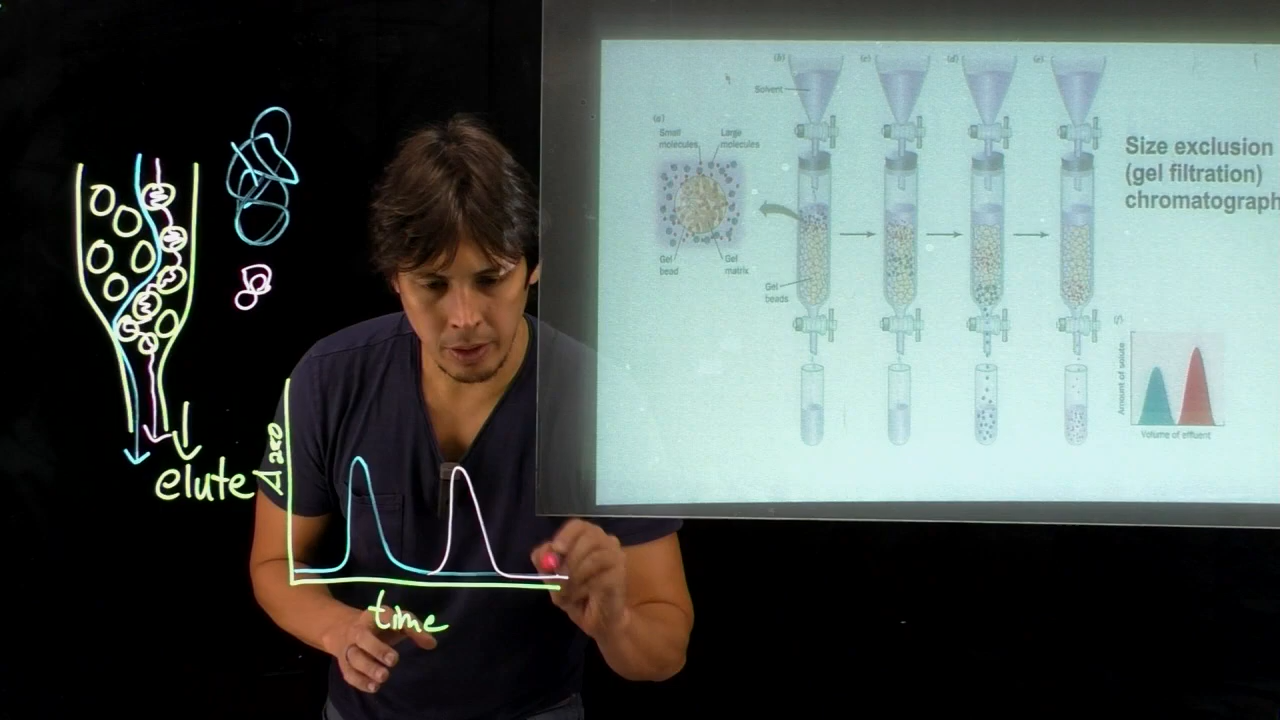 elute
A 280
time
(b)
(c)
(d)
(e)
Solvent
(a)
Small
molecules
Large
molecules
Gel
bead
Gel
matrix
Gel
beads
Size exclusion
(gel filtration)
chromatograph
(f)
Amount of solute
Volume of effluent